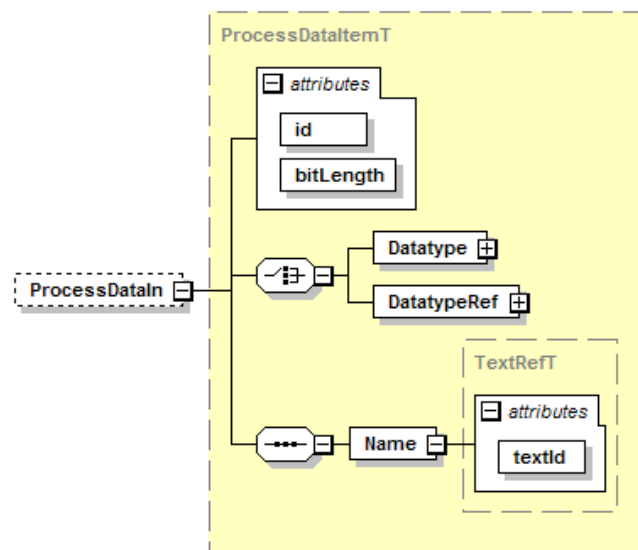 ProcessDataItemT
attributes
id
bitLength
Datatype
ProcessDataIn
DatatypeRef
TextRefT
attributes
Name
textId